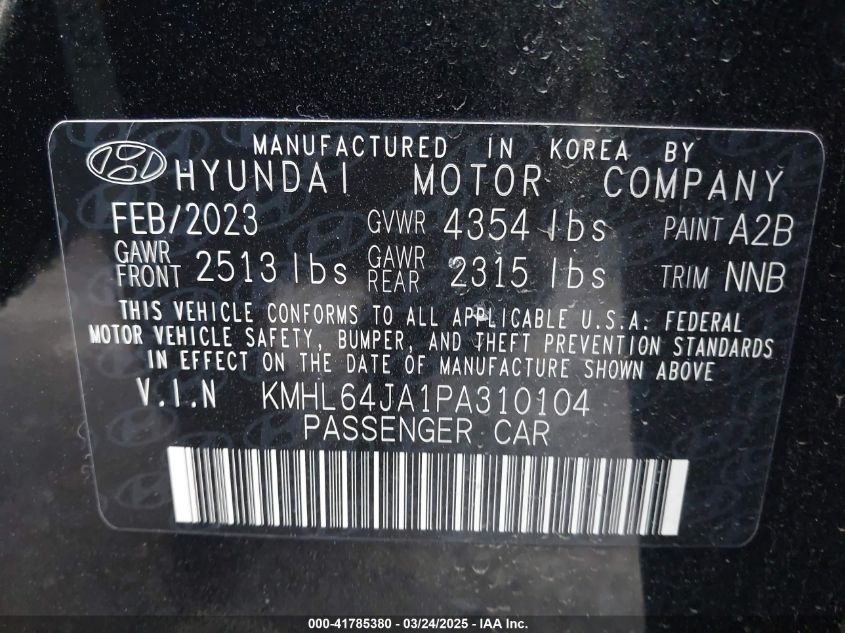 MANUFACTURED IN KOREA BY
HYUNDAI MOTOR COMPANY
FEB/2023 GVWR 4354 lbs PAINT A2B
GAWR FRONT 2513 lbs GAWR REAR 2315 lbs TRIM NNB
THIS VEHICLE CONFORMS TO ALL APPLICABLE U.S.A. FEDERAL
MOTOR VEHICLE SAFETY, BUMPER, AND THEFT PREVENTION STANDARDS
IN EFFECT ON THE DATE OF MANUFACTURE SHOWN ABOVE
V.I.N KMHL64JA1PA310104
PASSENGER CAR
000-41785380 - 03/24/2025 - IAA Inc.